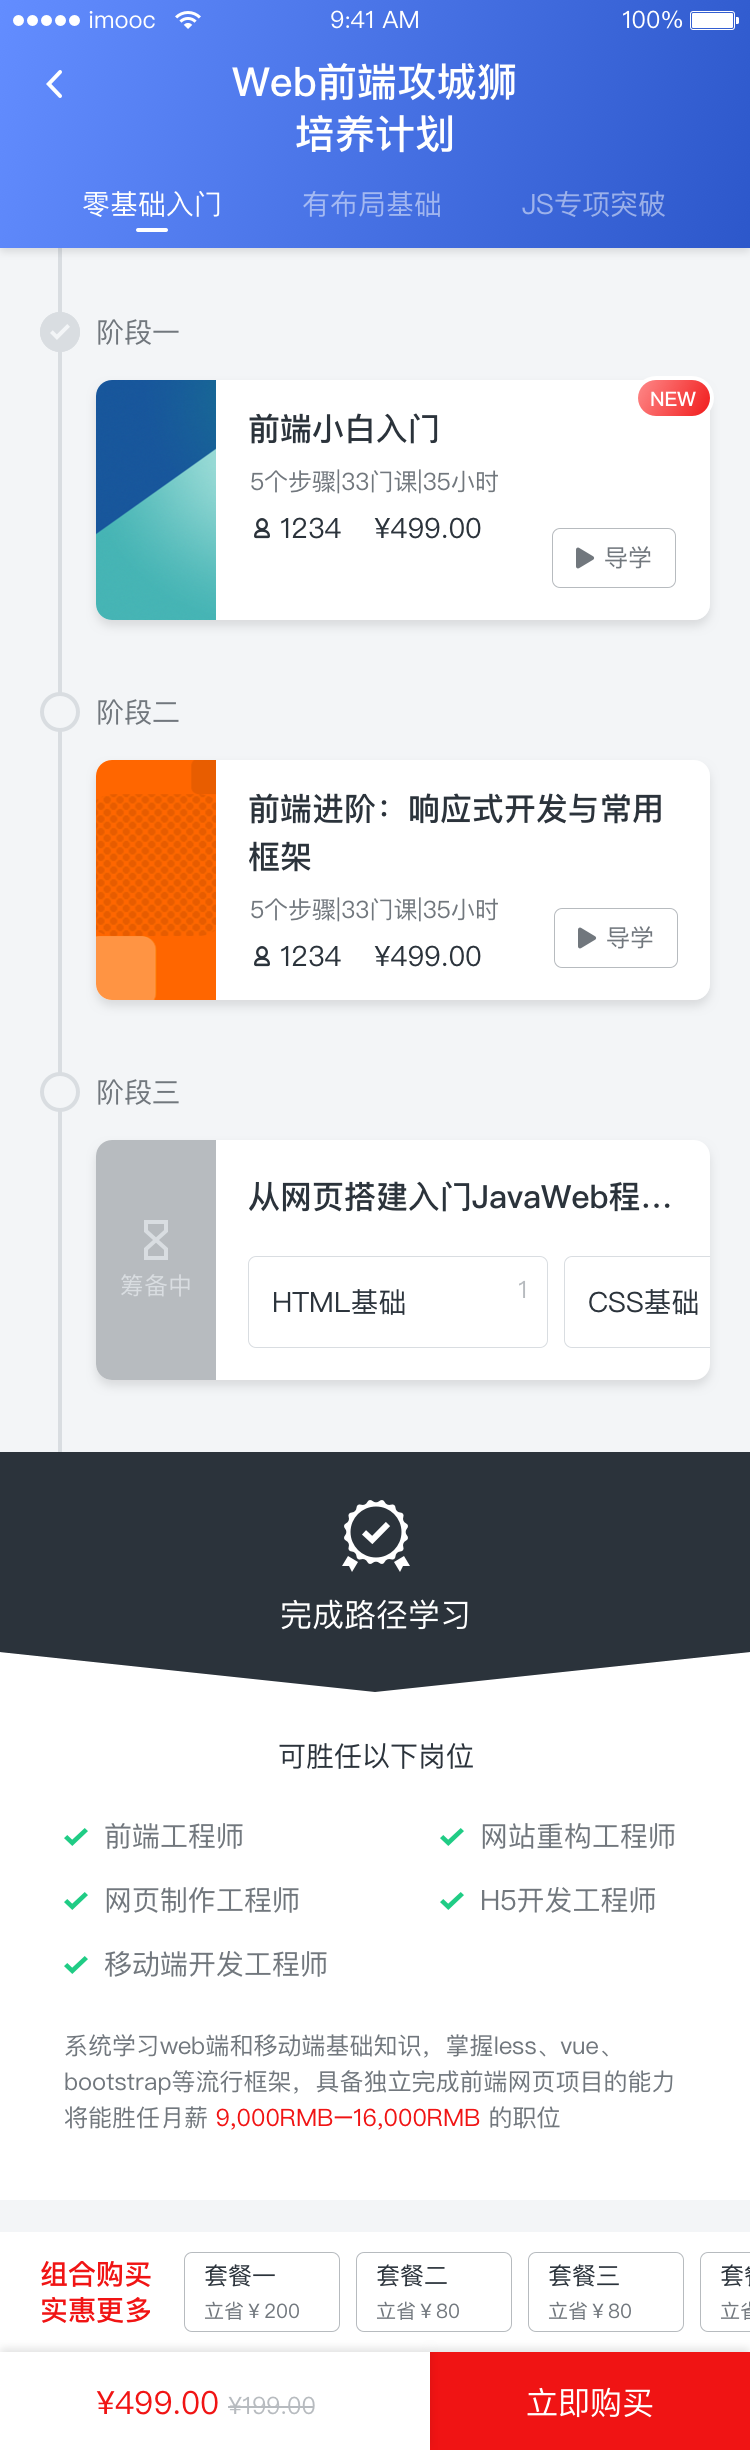 imooc 9:41 AM 100%
Web前端攻城狮
培养计划
零基础入门 有布局基础 JS专项突破
阶段一
NEW
前端小白入门
5个步骤|33门课|35小时
1234 ¥499.00
导学
阶段二
前端进阶：响应式开发与常用
框架
5个步骤|33门课|35小时
1234 ¥499.00
导学
阶段三
从网页搭建入门JavaWeb程...
筹备中
HTML基础 1 CSS基础
完成路径学习
可胜任以下岗位
前端工程师 网站重构工程师
网页制作工程师 H5开发工程师
移动端开发工程师
系统学习web端和移动端基础知识，掌握less、vue、
bootstrap等流行框架，具备独立完成前端网页项目的能力
将能胜任月薪 9,000RMB—16,000RMB 的职位
组合购买
实惠更多
套餐一
立省￥200
套餐二
立省￥80
套餐三
立省￥80
¥499.00 ¥199.00
立即购买